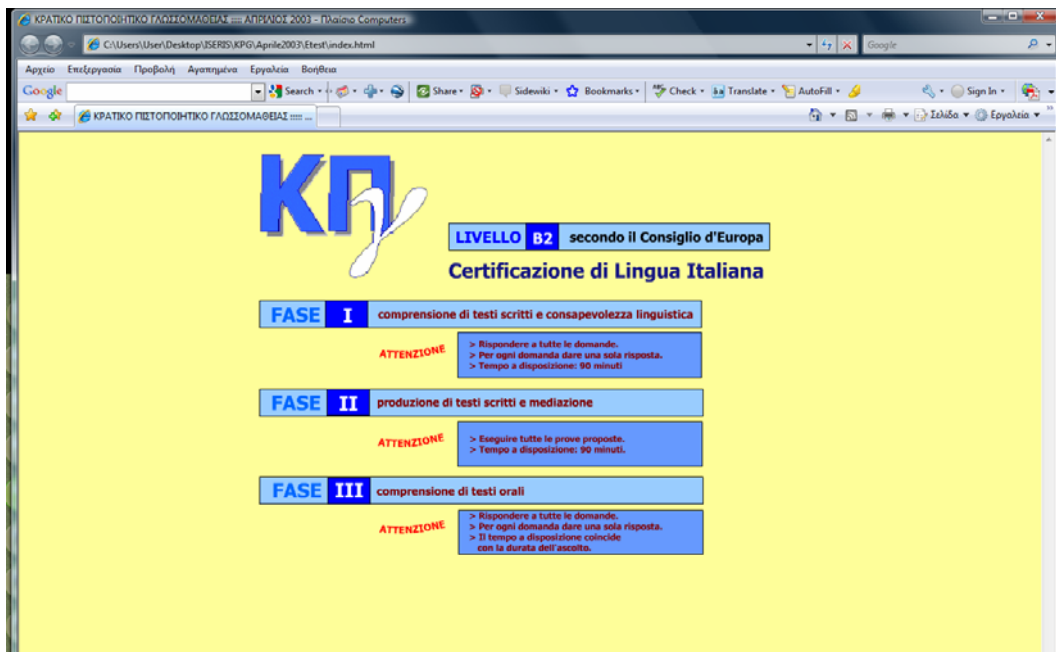 ΚΡΑΤΙΚΟ ΠΙΣΤΟΠΟΙΗΤΙΚΟ ΓΛΩΣΣΟΜΑΘΕΙΑΣ ::::: ΑΠΡΙΛΙΟΣ 2003 - Πλαίσιο Computers
C:\Users\User\Desktop\ISERIS\KPG\Aprile2003\Etest\index.html
Google
Αρχείο Επεξεργασία Προβολή Αγαπημένα Εργαλεία Βοήθεια
Google Search Share Sidewiki Bookmarks Check Translate AutoFill Sign In
ΚΡΑΤΙΚΟ ΠΙΣΤΟΠΟΙΗΤΙΚΟ ΓΛΩΣΣΟΜΑΘΕΙΑΣ ::::: ...
Σελίδα Εργαλεία
ΚΠγ
LIVELLO B2 secondo il Consiglio d'Europa
Certificazione di Lingua Italiana
FASE I comprensione di testi scritti e consapevolezza linguistica
ATTENZIONE
> Rispondere a tutte le domande.
> Per ogni domanda dare una sola risposta.
> Tempo a disposizione: 90 minuti
FASE II produzione di testi scritti e mediazione
ATTENZIONE
> Eseguire tutte le prove proposte.
> Tempo a disposizione: 90 minuti.
FASE III comprensione di testi orali
ATTENZIONE
> Rispondere a tutte le domande.
> Per ogni domanda dare una sola risposta.
> Il tempo a disposizione coincide
con la durata dell'ascolto.